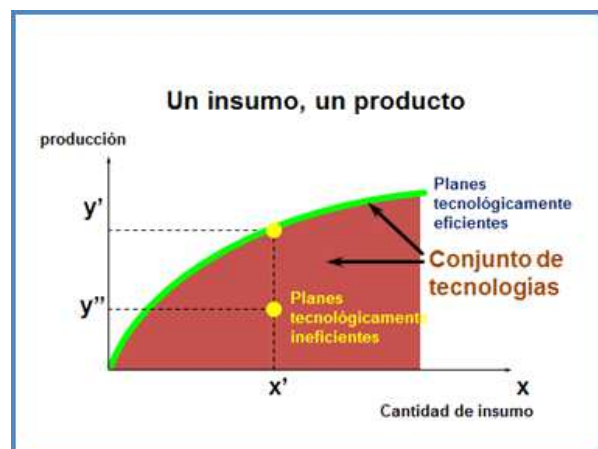 Un insumo, un producto
producción
y’
Planes
tecnológicamente
eficientes
Conjunto de
tecnologias
y”
Planes
tecnológicamente
ineficientes
x’
x
Cantidad de insumo